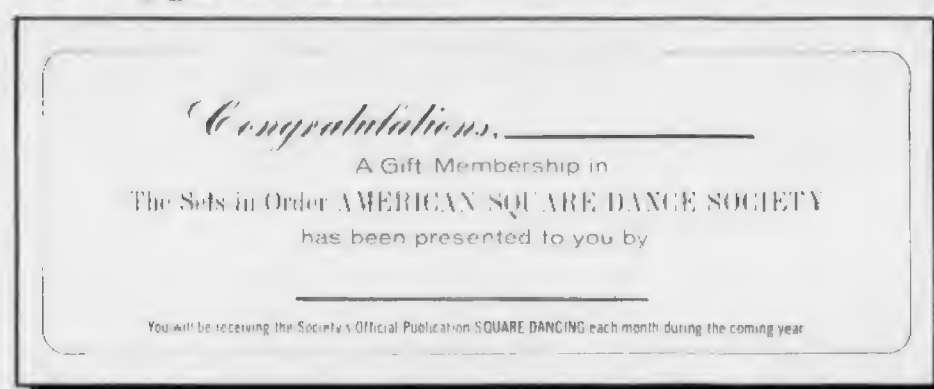 Congratulations,
A Gift Membership in
The Sets in Order AMERICAN SQUARE DANCE SOCIETY
has been presented to you by
You will be receiving the Society's Official Publication SQUARE DANCING each month during the coming year